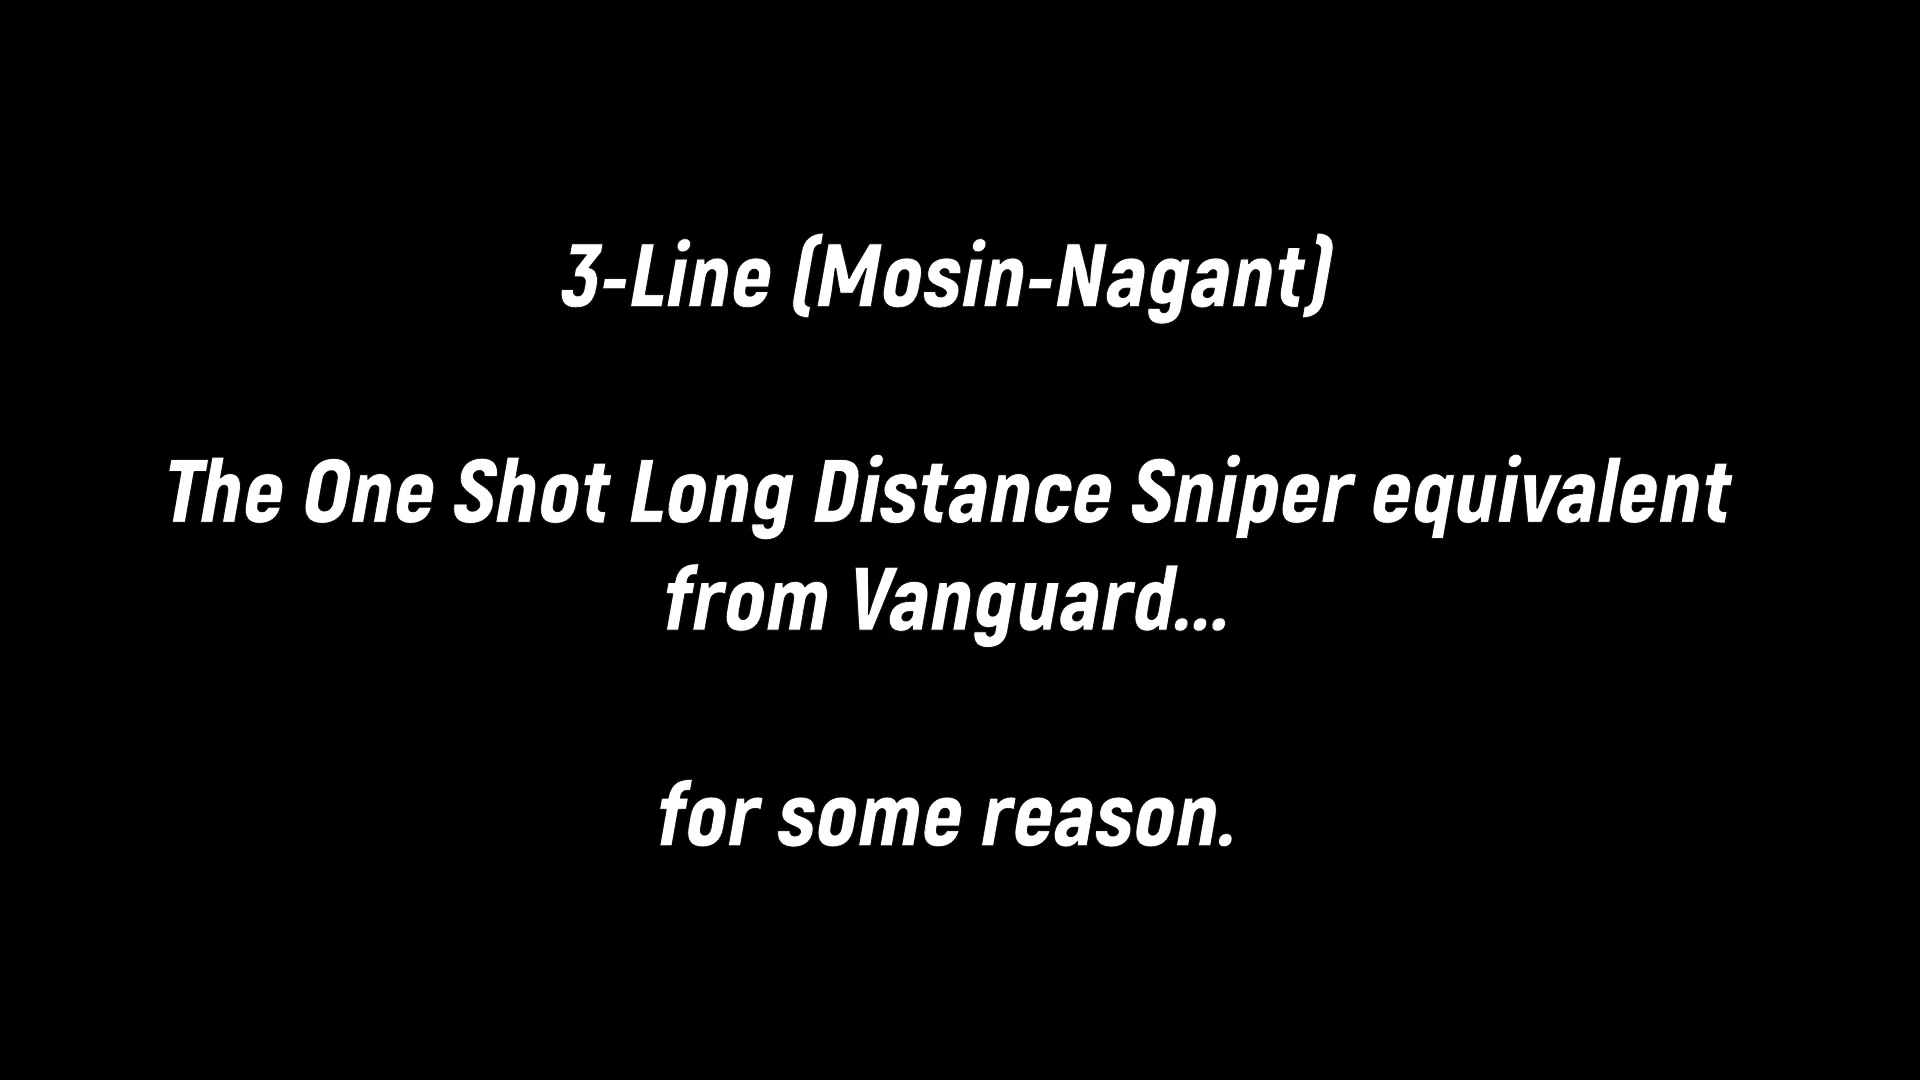 3-Line (Mosin-Nagant)
The One Shot Long Distance Sniper equivalent
from Vanguard...
for some reason.